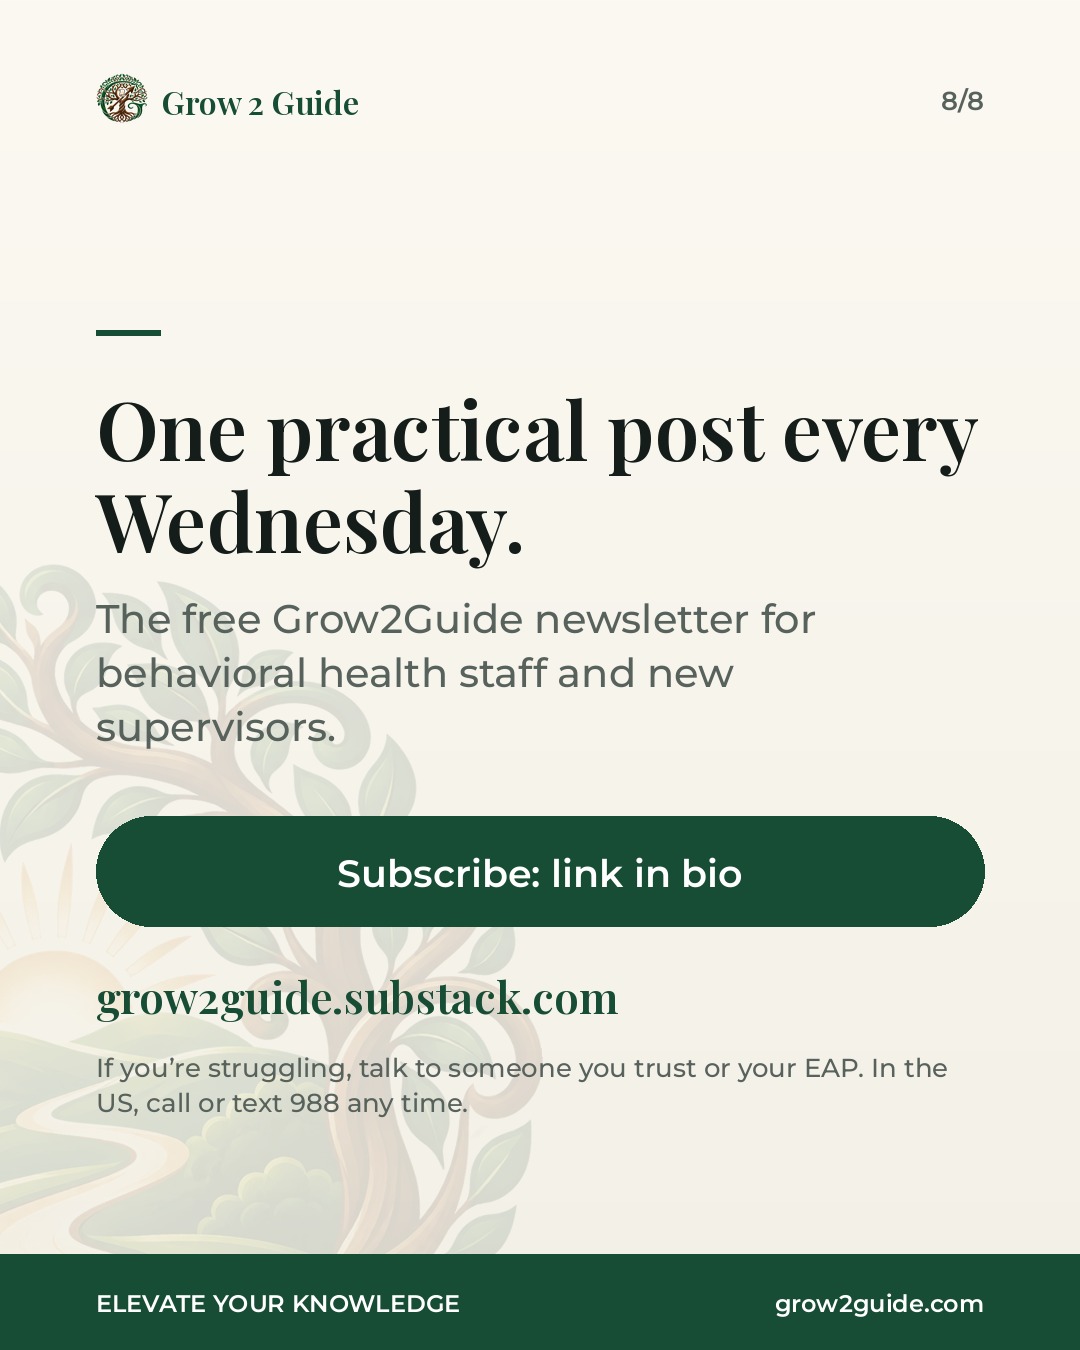 Grow 2 Guide
8/8
One practical post every
Wednesday.
The free Grow2Guide newsletter for
behavioral health staff and new
supervisors.
Subscribe: link in bio
grow2guide.substack.com
If you’re struggling, talk to someone you trust or your EAP. In the
US, call or text 988 any time.
ELEVATE YOUR KNOWLEDGE
grow2guide.com